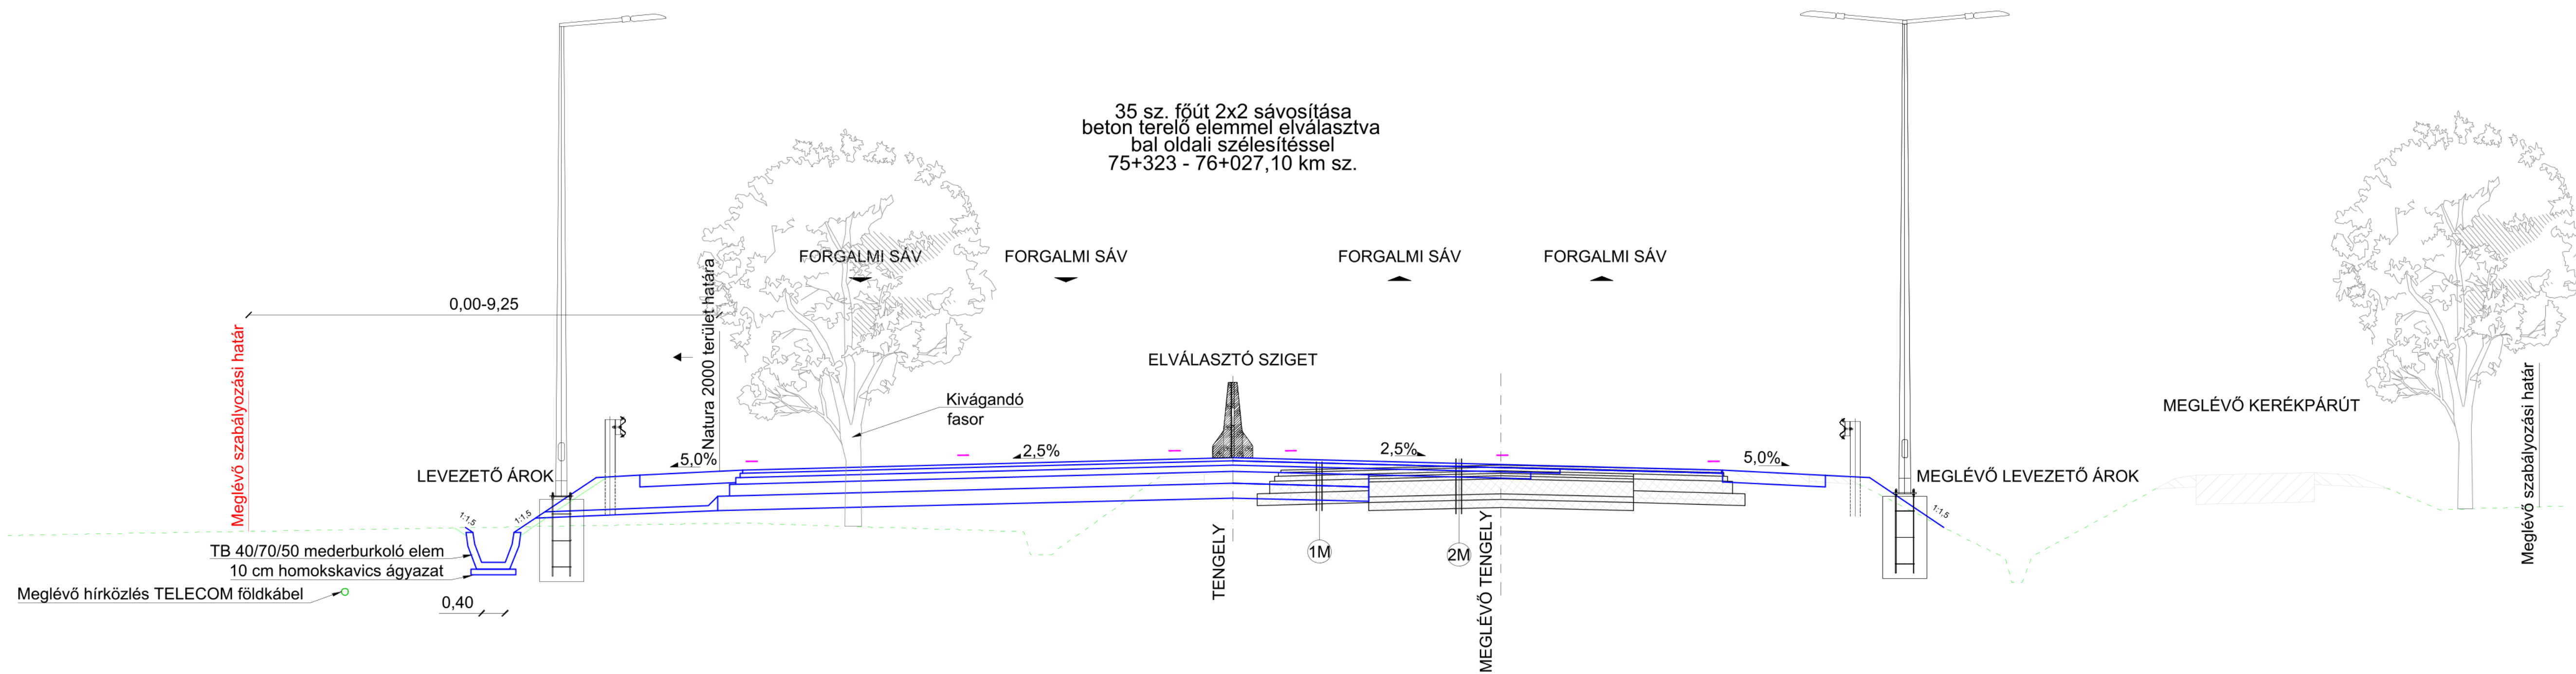 35 sz. főút 2x2 sávosítása
beton terelő elemmel elválasztva
bal oldali szélesítéssel
75+323 - 76+027,10 km sz.
FORGALMI SÁV
FORGALMI SÁV
FORGALMI SÁV
FORGALMI SÁV
0,00-9,25
Meglévő szabályozási határ
Natura 2000 terület határa
ELVÁLASZTÓ SZIGET
Kivágandó
fasor
MEGLÉVŐ KERÉKPÁRÚT
Meglévő szabályozási határ
5,0%
2,5%
2,5%
5,0%
LEVEZETŐ ÁROK
MEGLÉVŐ LEVEZETŐ ÁROK
1:1,5
1:1,5
1:1,5
TB 40/70/50 mederburkoló elem
10 cm homokskavics ágyazat
Meglévő hírközlés TELECOM földkábel
0,40
TENGELY
1M
2M
MEGLÉVŐ TENGELY